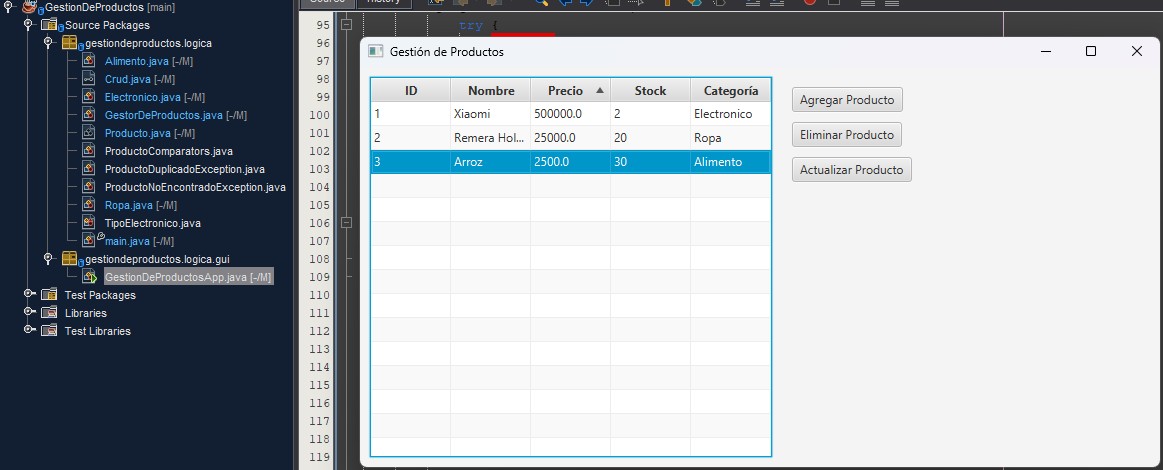 GestionDeProductos [main]
Source Packages
gestiondeproductos.logica
Alimento.java [-/M]
Crud.java [-/M]
Electronico.java [-/M]
GestorDeProductos.java [-/M]
Producto.java [-/M]
ProductoComparators.java
ProductoDuplicadoException.java
ProductoNoEncontradoException.java
Ropa.java [-/M]
TipoElectronico.java
main.java [-/M]
gestiondeproductos.logica.gui
GestionDeProductosApp.java [-/M]
Test Packages
Libraries
Test Libraries
Source History
95 try {
96
97
98
99
100
101
102
103
104
105
106
107
108
109
110
111
112
113
114
115
116
117
118
119
Gestión de Productos
ID Nombre Precio Stock Categoría
1 Xiaomi 500000.0 2 Electronico
2 Remera Hol... 25000.0 20 Ropa
3 Arroz 2500.0 30 Alimento
Agregar Producto
Eliminar Producto
Actualizar Producto